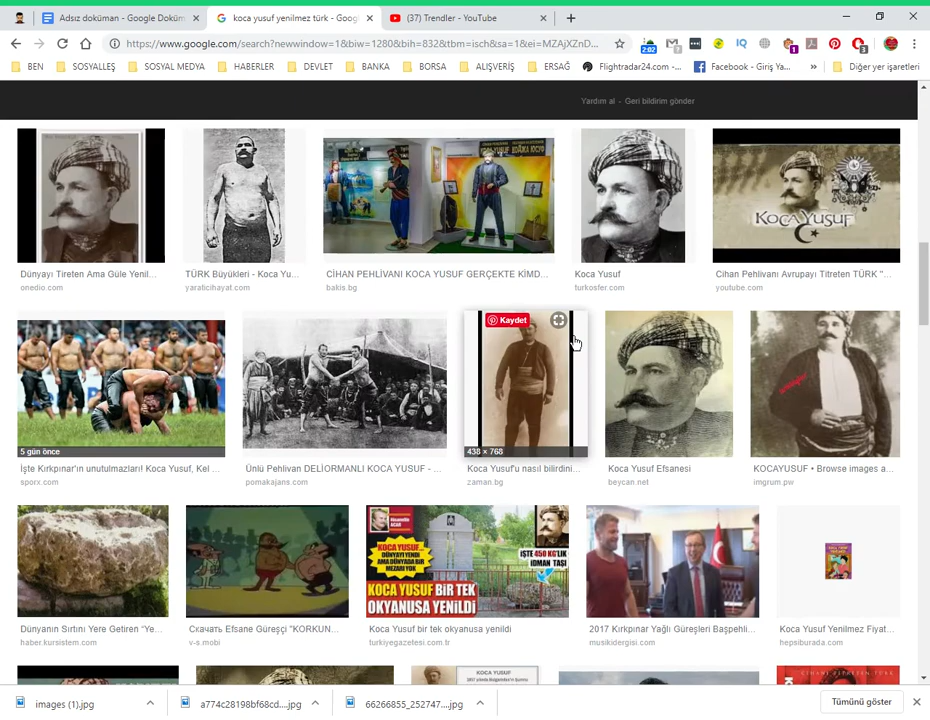 Adsız doküman - Google Doküm
koca yusuf yenilmez türk - Goog
(37) Trendler - YouTube
https://www.google.com/search?newwindow=1&biw=1280&bih=832&tbm=isch&sa=1&ei=MZAjXZnD...
2:02
1
3
BEN
SOSYALLEŞ
SOSYAL MEDYA
HABERLER
DEVLET
BANKA
BORSA
ALIŞVERİŞ
ERSAĞ
Flightradar24.com -...
Facebook - Giriş Ya...
»
Diğer yer işaretleri
Yardım al - Geri bildirim gönder
KOCA YUSUF
Dünyayı Titreten Ama Güle Yenil...
onedio.com
TÜRK Büyükleri - Koca Yu...
yaraticihayat.com
CİHAN PEHLİVANI KOCA YUSUF GERÇEKTE KİMD...
bakis.bg
Koca Yusuf
turkosfer.com
Cihan Pehlivanı Avrupayı Titreten TÜRK "...
youtube.com
Kaydet
5 gün önce
438 × 768
İşte Kırkpınar'ın unutulmazları! Koca Yusuf, Kel ...
sporx.com
Ünlü Pehlivan DELİORMANLI KOCA YUSUF - ...
pomakajans.com
Koca Yusuf'u nasıl bilirdini...
zaman.bg
Koca Yusuf Efsanesi
beycan.net
KOCAYUSUF • Browse images a...
imgrum.pw
KOCA YUSUF...
DÜNYAYI YENDİ
AMA DÜNYADA BİR
MEZARI YOK
İŞTE 450 KG'LIK
IDMAN TAŞI
KOCA YUSUF BİR TEK
OKYANUSA YENİLDİ
Dünyanın Sırtını Yere Getiren "Ye...
haber.kursistem.com
Скачать Efsane Güreşçi "KORKUN...
v-s.mobi
Koca Yusuf bir tek okyanusa yenildi
turkiyegazetesi.com.tr
2017 Kırkpınar Yağlı Güreşleri Başpehli...
musikidergisi.com
Koca Yusuf Yenilmez Fiyat...
hepsiburada.com
KOCA YUSUF
images (1).jpg
a774c28198bf68cd....jpg
66266855_252747....jpg
Tümünü göster